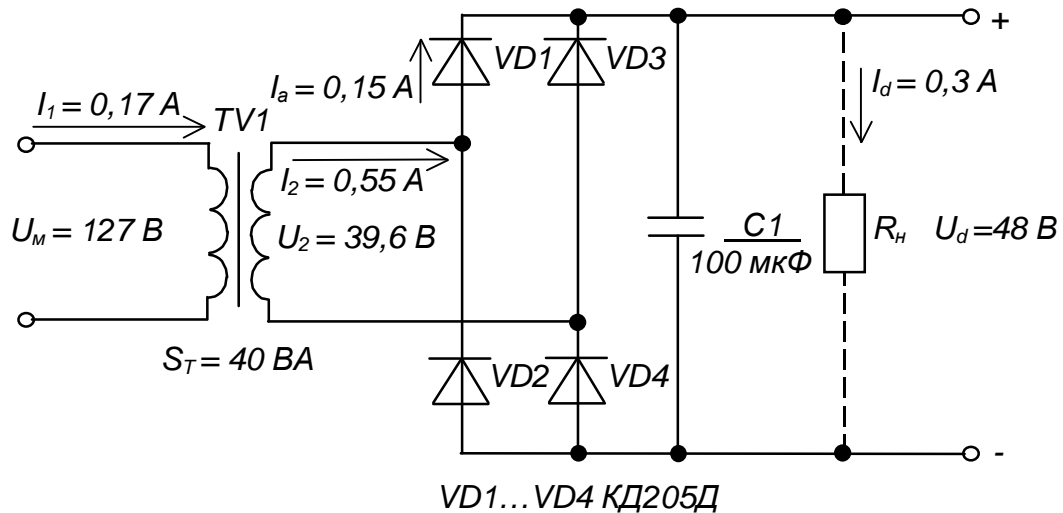 +
VD1
VD3
Iа = 0,15 А
Id = 0,3 А
I1 = 0,17 А
TV1
I2 = 0,55 А
Uм = 127 В
U2 = 39,6 В
C1
100 мкФ
Rн
Ud =48 В
Sт = 40 ВА
VD2
VD4
-
VD1...VD4 КД205Д